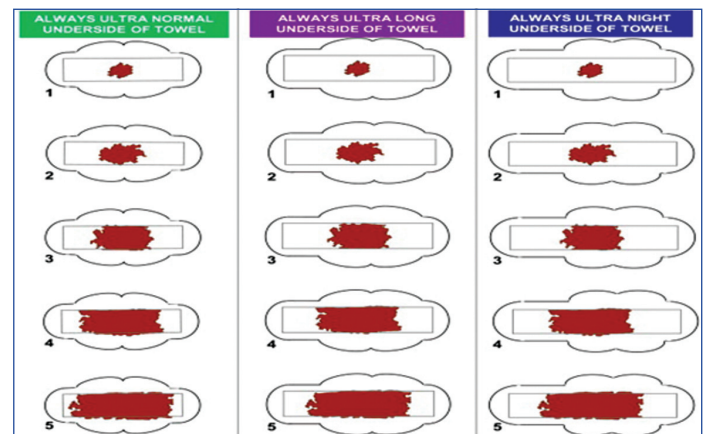 ALWAYS ULTRA NORMAL
UNDERSIDE OF TOWEL
1
2
3
4
5
ALWAYS ULTRA LONG
UNDERSIDE OF TOWEL
1
2
3
4
5
ALWAYS ULTRA NIGHT
UNDERSIDE OF TOWEL
1
2
3
4
5